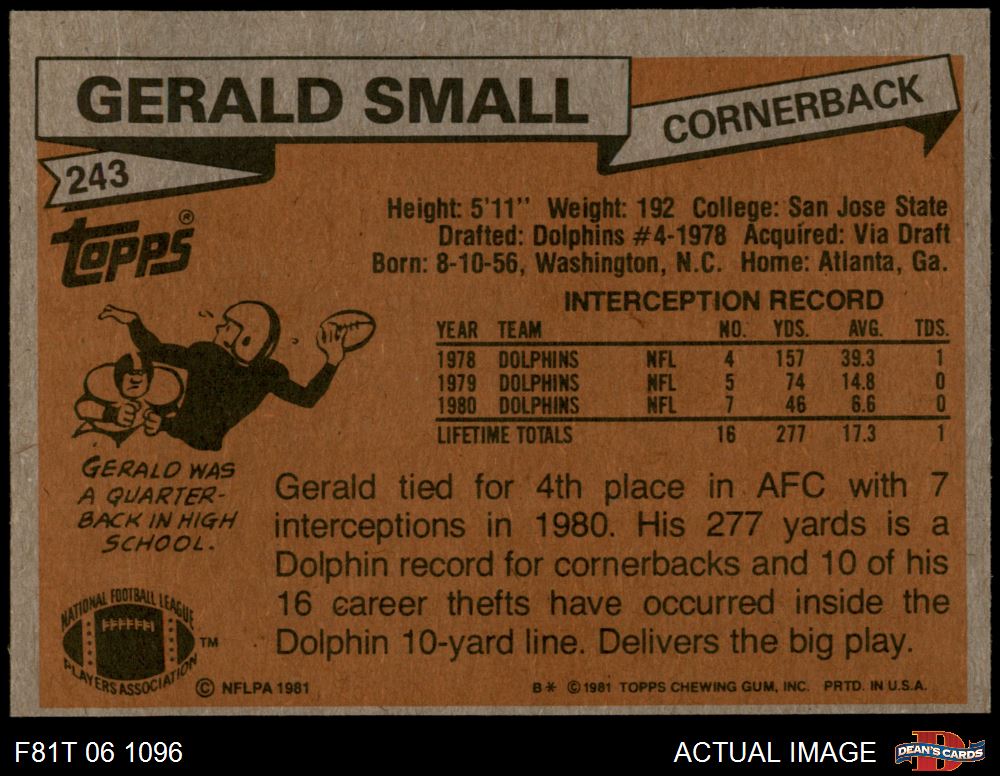 GERALD SMALL
CORNERBACK
243
TOPPS®
Height: 5'11" Weight: 192 College: San Jose State
Drafted: Dolphins #4-1978 Acquired: Via Draft
Born: 8-10-56, Washington, N.C. Home: Atlanta, Ga.
INTERCEPTION RECORD
YEAR TEAM NO. YDS. AVG. TDS.
1978 DOLPHINS NFL 4 157 39.3 1
1979 DOLPHINS NFL 5 74 14.8 0
1980 DOLPHINS NFL 7 46 6.6 0
LIFETIME TOTALS 16 277 17.3 1
GERALD WAS
A QUARTER-
BACK IN HIGH
SCHOOL.
Gerald tied for 4th place in AFC with 7
interceptions in 1980. His 277 yards is a
Dolphin record for cornerbacks and 10 of his
16 career thefts have occurred inside the
Dolphin 10-yard line. Delivers the big play.
NATIONAL FOOTBALL LEAGUE
PLAYERS ASSOCIATION
TM
© NFLPA 1981
B* © 1981 TOPPS CHEWING GUM, INC. PRTD. IN U.S.A.
F81T 06 1096
ACTUAL IMAGE
D
DEAN'S CARDS